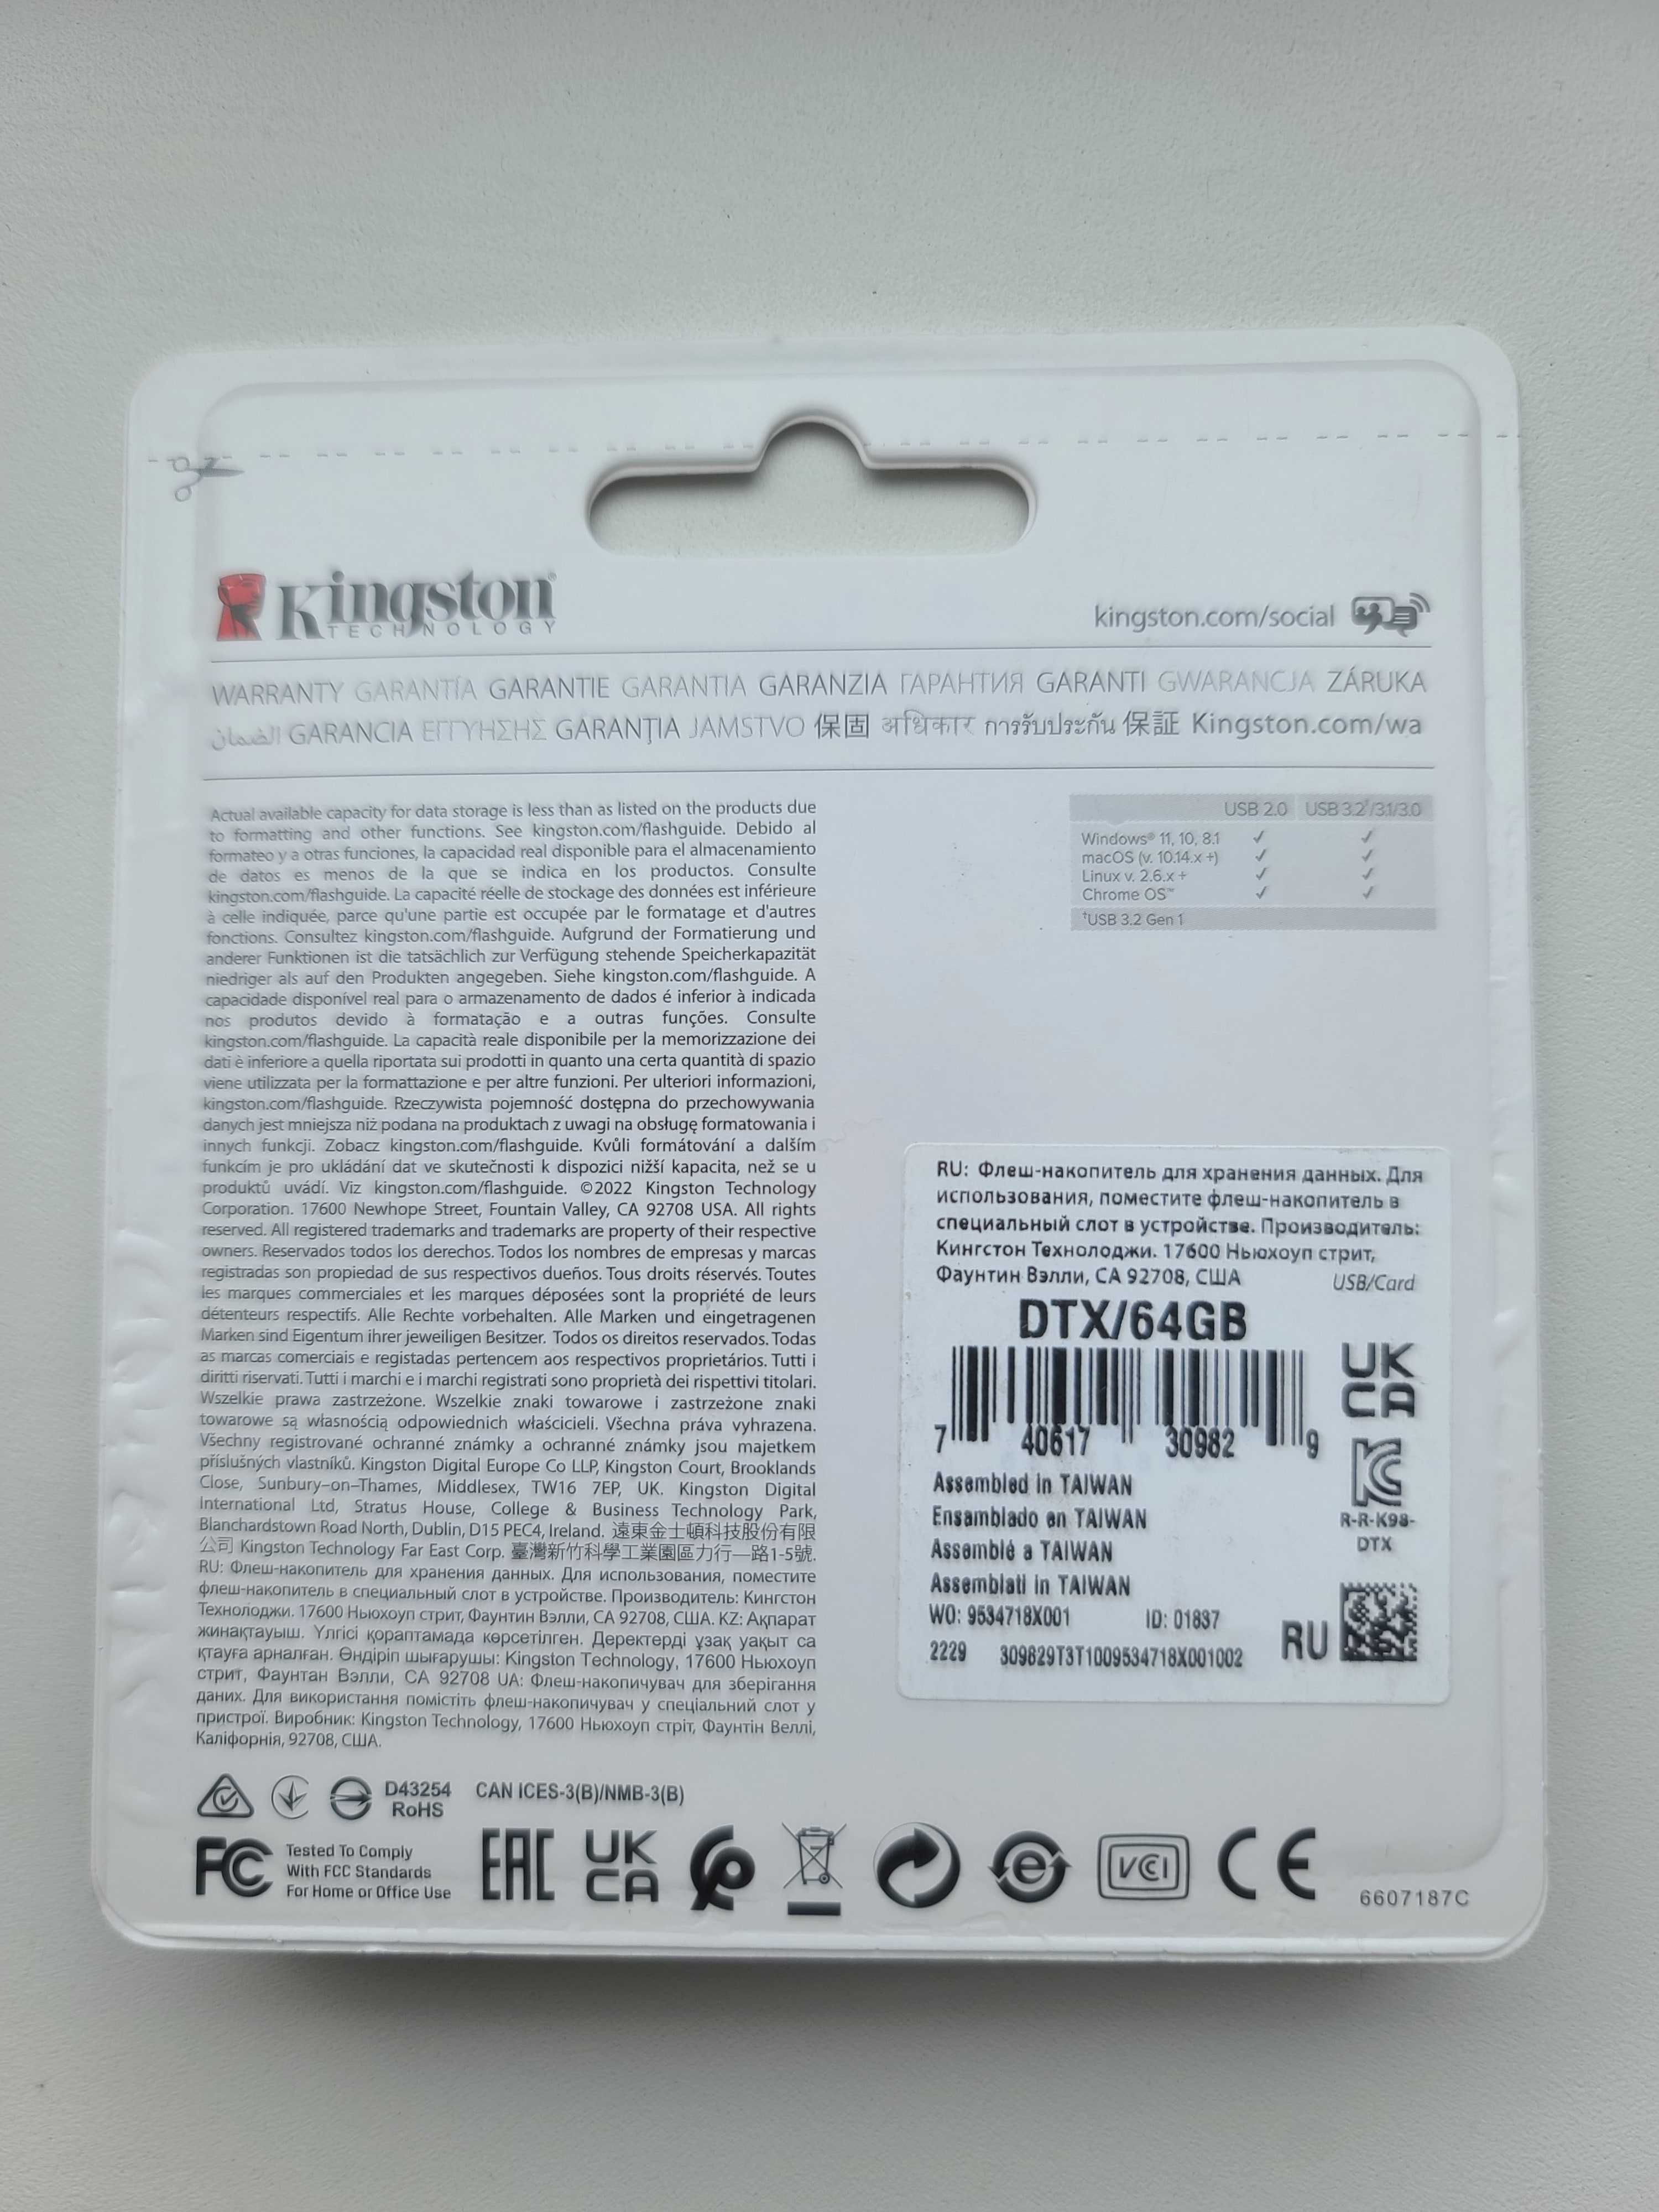 Kingston®
TECHNOLOGY
kingston.com/social
WARRANTY GARANTÍA GARANTIE GARANTIA GARANZIA ГАРАНТИЯ GARANTI GWARANCJA ZÁRUKA
الضمان GARANCIA ΕΓΓΥΗΣΗΣ GARANŢIA JAMSTVO 保固 अधिकार การรับประกัน 保証 Kingston.com/wa
Actual available capacity for data storage is less than as listed on the products due
to formatting and other functions. See kingston.com/flashguide. Debido al
formateo y a otras funciones, la capacidad real disponible para el almacenamiento
de datos es menos de la que se indica en los productos. Consulte
kingston.com/flashguide. La capacité réelle de stockage des données est inférieure
à celle indiquée, parce qu'une partie est occupée par le formatage et d'autres
fonctions. Consultez kingston.com/flashguide. Aufgrund der Formatierung und
anderer Funktionen ist die tatsächlich zur Verfügung stehende Speicherkapazität
niedriger als auf den Produkten angegeben. Siehe kingston.com/flashguide. A
capacidade disponível real para o armazenamento de dados é inferior à indicada
nos produtos devido à formatação e a outras funções. Consulte
kingston.com/flashguide. La capacità reale disponibile per la memorizzazione dei
dati è inferiore a quella riportata sui prodotti in quanto una certa quantità di spazio
viene utilizzata per la formattazione e per altre funzioni. Per ulteriori informazioni,
kingston.com/flashguide. Rzeczywista pojemność dostępna do przechowywania
danych jest mniejsza niż podana na produktach z uwagi na obsługę formatowania i
innych funkcji. Zobacz kingston.com/flashguide. Kvůli formátování a dalším
funkcím je pro ukládání dat ve skutečnosti k dispozici nižší kapacita, než se u
produktů uvádí. Viz kingston.com/flashguide. ©2022 Kingston Technology
Corporation. 17600 Newhope Street, Fountain Valley, CA 92708 USA. All rights
reserved. All registered trademarks and trademarks are property of their respective
owners. Reservados todos los derechos. Todos los nombres de empresas y marcas
registradas son propiedad de sus respectivos dueños. Tous droits réservés. Toutes
les marques commerciales et les marques déposées sont la propriété de leurs
détenteurs respectifs. Alle Rechte vorbehalten. Alle Marken und eingetragenen
Marken sind Eigentum ihrer jeweiligen Besitzer. Todos os direitos reservados. Todas
as marcas comerciais e registadas pertencem aos respectivos proprietários. Tutti i
diritti riservati. Tutti i marchi e i marchi registrati sono proprietà dei rispettivi titolari.
Wszelkie prawa zastrzeżone. Wszelkie znaki towarowe i zastrzeżone znaki
towarowe są własnością odpowiednich właścicieli. Všechna práva vyhrazena.
Všechny registrované ochranné známky a ochranné známky jsou majetkem
příslušných vlastníků. Kingston Digital Europe Co LLP, Kingston Court, Brooklands
Close, Sunbury–on–Thames, Middlesex, TW16 7EP, UK. Kingston Digital
International Ltd, Stratus House, College & Business Technology Park,
Blanchardstown Road North, Dublin, D15 PEC4, Ireland. 遠東金士頓科技股份有限
公司 Kingston Technology Far East Corp. 臺灣新竹科學工業園區力行一路1-5號.
RU: Флеш-накопитель для хранения данных. Для использования, поместите
флеш-накопитель в специальный слот в устройстве. Производитель: Кингстон
Технолоджи. 17600 Ньюхоуп стрит, Фаунтин Вэлли, CA 92708, США. KZ: Ақпарат
жинақтауыш. Үлгісі қораптамада көрсетілген. Деректерді ұзақ уақыт са
қтауға арналған. Өндіріп шығарушы: Kingston Technology, 17600 Ньюхоуп
стрит, Фаунтан Вэлли, CA 92708 UA: Флеш-накопичувач для зберігання
даних. Для використання помістіть флеш-накопичувач у спеціальний слот у
пристрої. Виробник: Kingston Technology, 17600 Ньюхоуп стріт, Фаунтін Веллі,
Каліфорнія, 92708, США.
USB 2.0 USB 3.2†/3.1/3.0
Windows® 11, 10, 8.1 ✓ ✓
macOS (v. 10.14.x +) ✓ ✓
Linux v. 2.6.x + ✓ ✓
Chrome OS™ ✓ ✓
†USB 3.2 Gen 1
RU: Флеш-накопитель для хранения данных. Для
использования, поместите флеш-накопитель в
специальный слот в устройстве. Производитель:
Кингстон Технолоджи. 17600 Ньюхоуп стрит,
Фаунтин Вэлли, СА 92708, США
USB/Card
DTX/64GB
7 40617 30982 9
UK
CA
R-R-K98-
DTX
Assembled in TAIWAN
Ensamblado en TAIWAN
Assemblé a TAIWAN
Assemblati in TAIWAN
WO: 9534718X001 ID: 01837
2229 309829T3T1009534718X001002
RU
D43254
RoHS
CAN ICES-3(B)/NMB-3(B)
FC
Tested To Comply
With FCC Standards
For Home or Office Use
EAC
UK
CA
VCI
CE
6607187C